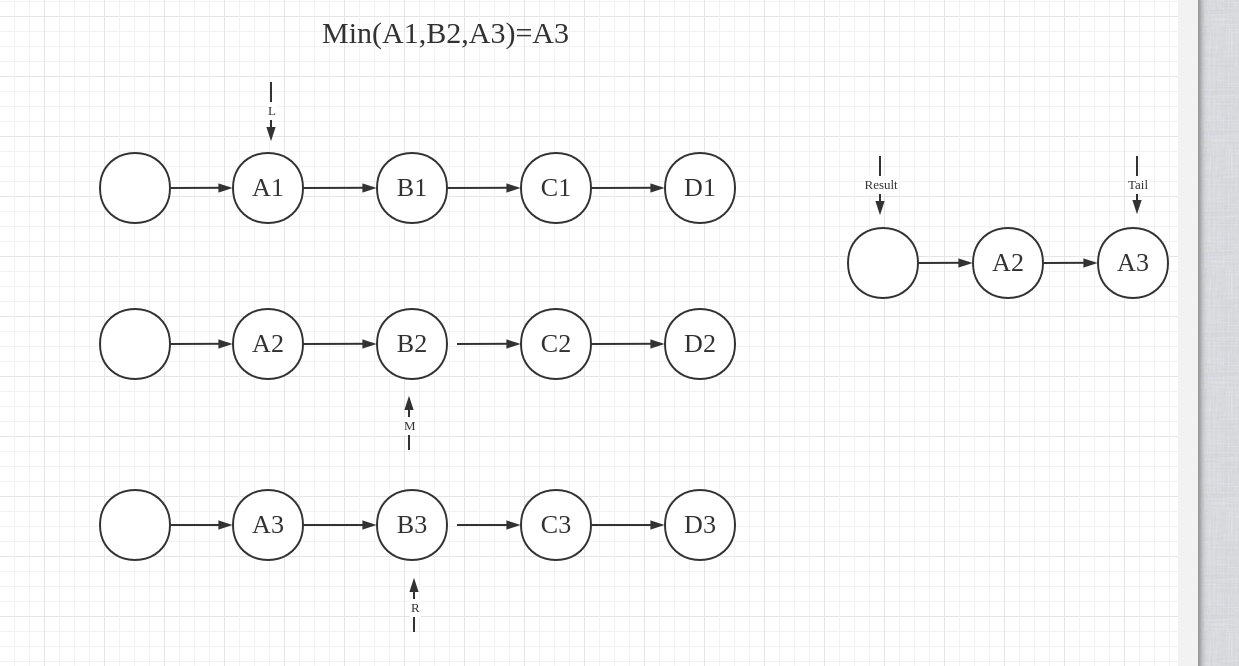 Min(A1,B2,A3)=A3
L
A1 B1 C1 D1
Result Tail
A2 A3
A2 B2 C2 D2
M
A3 B3 C3 D3
R